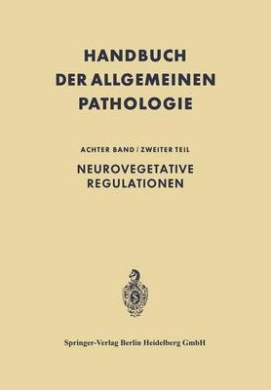 HANDBUCH
DER ALLGEMEINEN
PATHOLOGIE
ACHTER BAND / ZWEITER TEIL
NEUROVEGETATIVE
REGULATIONEN
Springer-Verlag Berlin Heidelberg GmbH